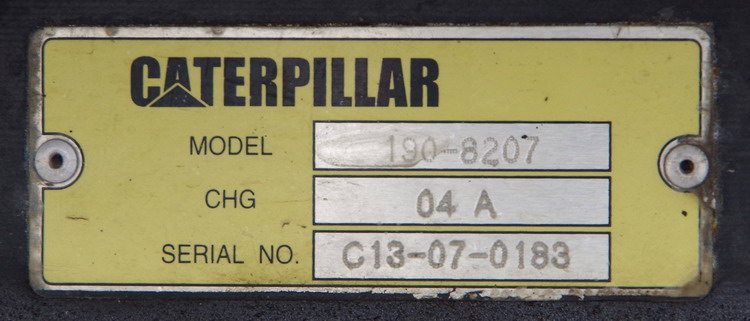 CATERPILLAR
MODEL 190-8207
CHG 04 A
SERIAL NO. C13-07-0183